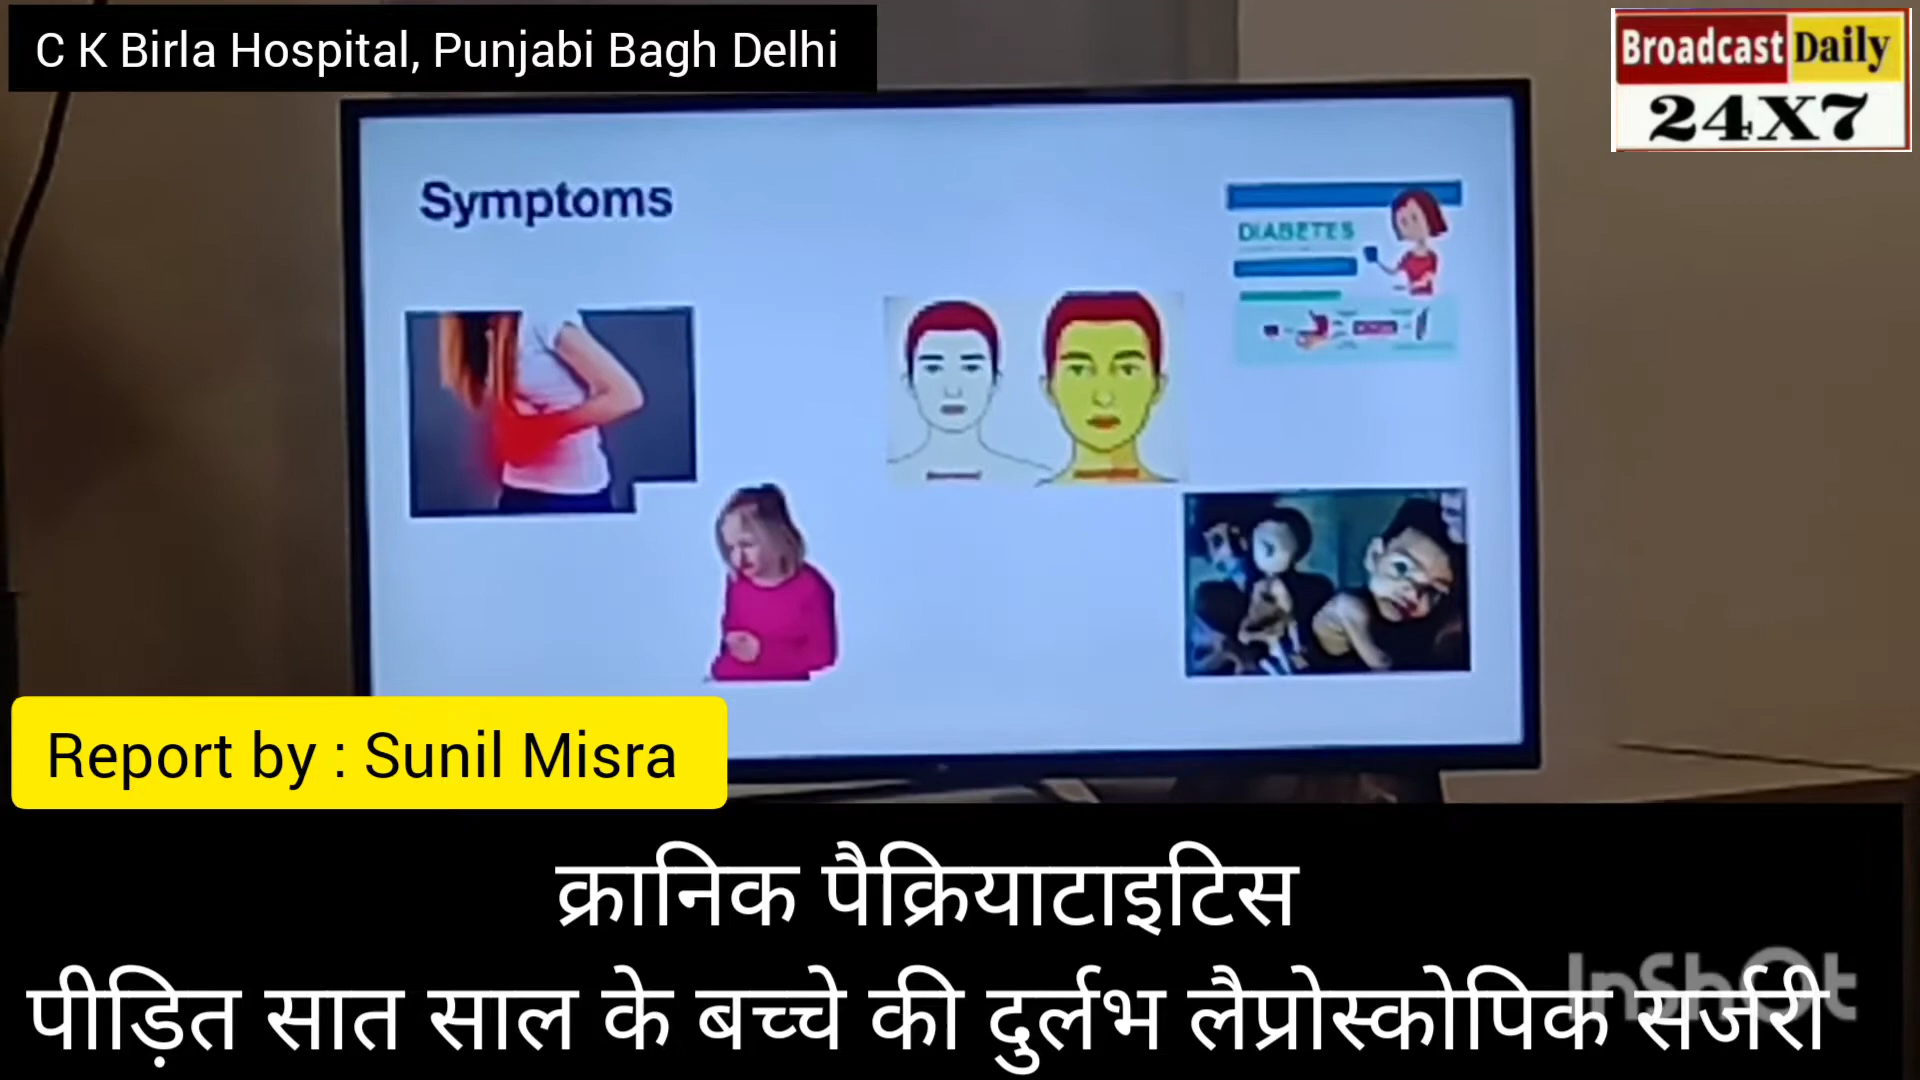 C K Birla Hospital, Punjabi Bagh Delhi
Broadcast Daily
24X7
Symptoms
DIABETES
Report by : Sunil Misra
क्रानिक पैक्रियाटाइटिस
पीड़ित सात साल के बच्चे की दुर्लभ लैप्रोस्कोपिक सर्जरी
InShOt